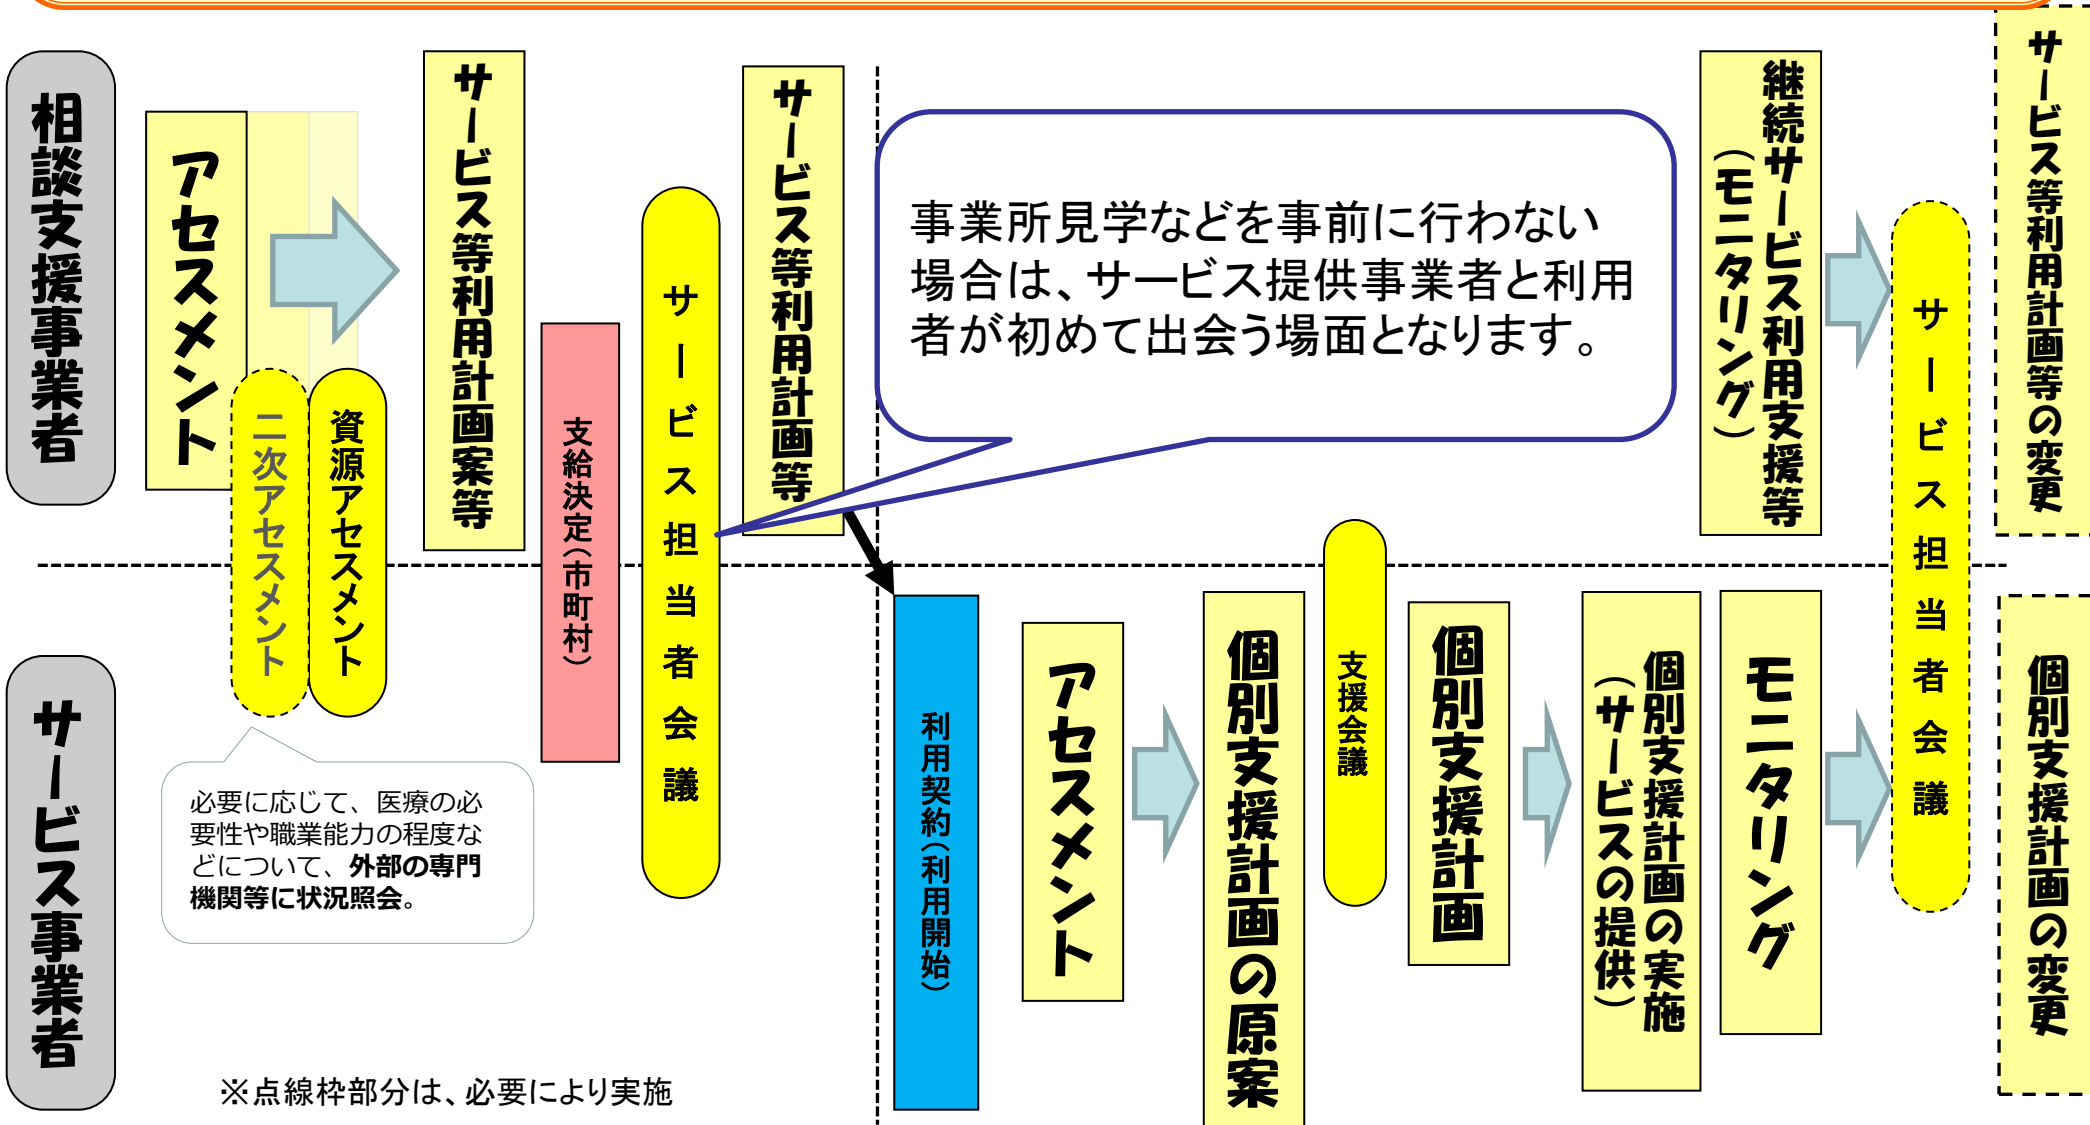 相談支援事業者
アセスメント
二次アセスメント
資源アセスメント
サービス等利用計画案等
支給決定(市町村)
サービス担当者会議
サービス等利用計画等
事業所見学などを事前に行わない
場合は、サービス提供事業者と利用
者が初めて出会う場面となります。
継続サービス利用支援等
(モニタリング)
サービス担当者会議
サービス等利用計画等の変更
サービス事業者
必要に応じて、医療の必
要性や職業能力の程度な
どについて、外部の専門
機関等に状況照会。
利用契約(利用開始)
アセスメント
個別支援計画の原案
支援会議
個別支援計画
個別支援計画の実施
(サービスの提供)
モニタリング
個別支援計画の変更
※点線枠部分は、必要により実施